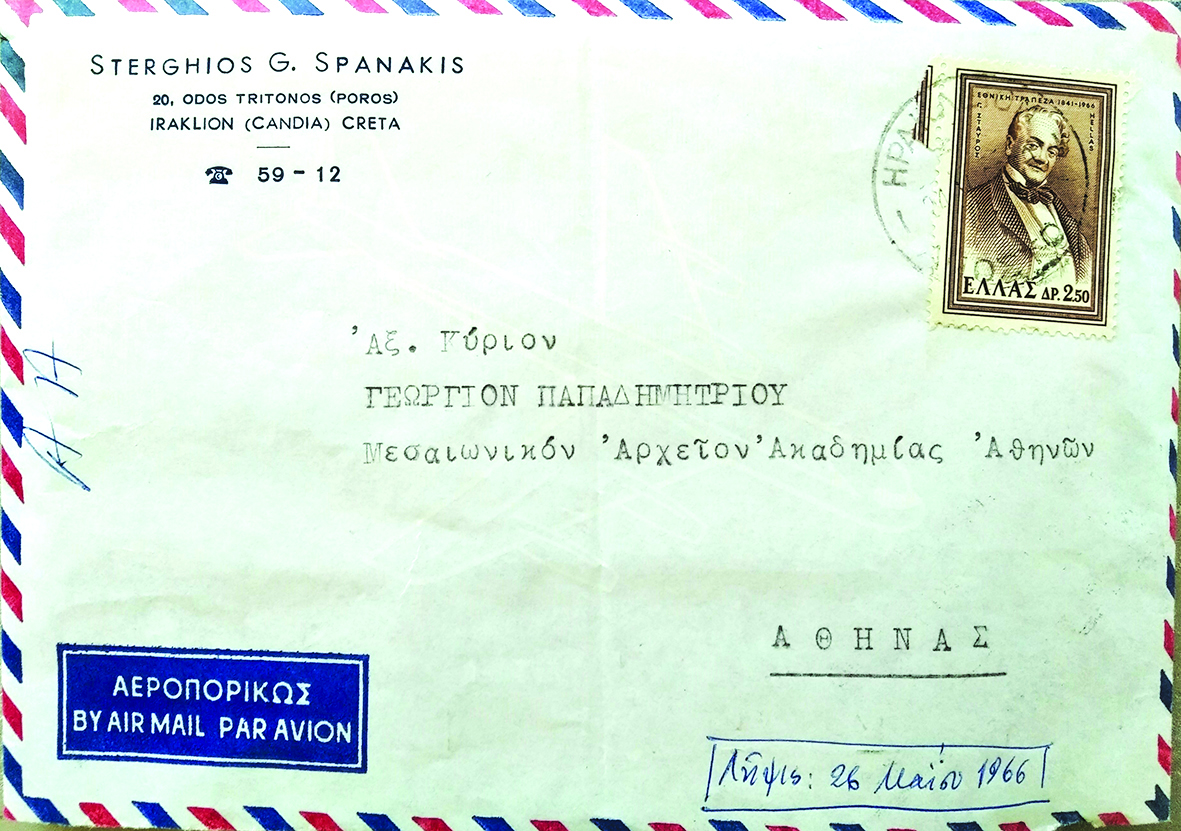 STERGHIOS G. SPANAKIS
20, ODOS TRITONOS (POROS)
IRAKLION (CANDIA) CRETA
59 - 12
ΕΘΝΙΚΗ ΤΡΑΠΕΖΑ 1841-1966
Γ. ΣΤΑΥΡΟΣ
HELLAS
ΕΛΛΑΣ ΔΡ. 2.50
ΗΡΑ
'Αξ. Κύριον
ΓΕΩΡΓΙΟΝ ΠΑΠΑΔΗΜΗΤΡΙΟΥ
Μεσαιωνικόν 'Αρχεῖον 'Ακαδημίας 'Αθηνῶν
Α Θ Η Ν Α Σ
ΑΕΡΟΠΟΡΙΚΩΣ
BY AIR MAIL PAR AVION
Λῆψις: 26 Μαΐου 1966